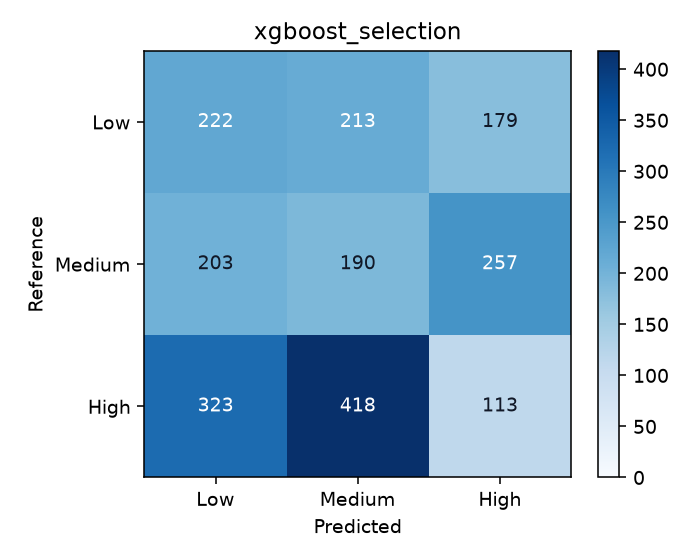 xgboost_selection
Low 222 213 179
Medium 203 190 257
High 323 418 113
Low Medium High
Predicted
Reference
400
350
300
250
200
150
100
50
0